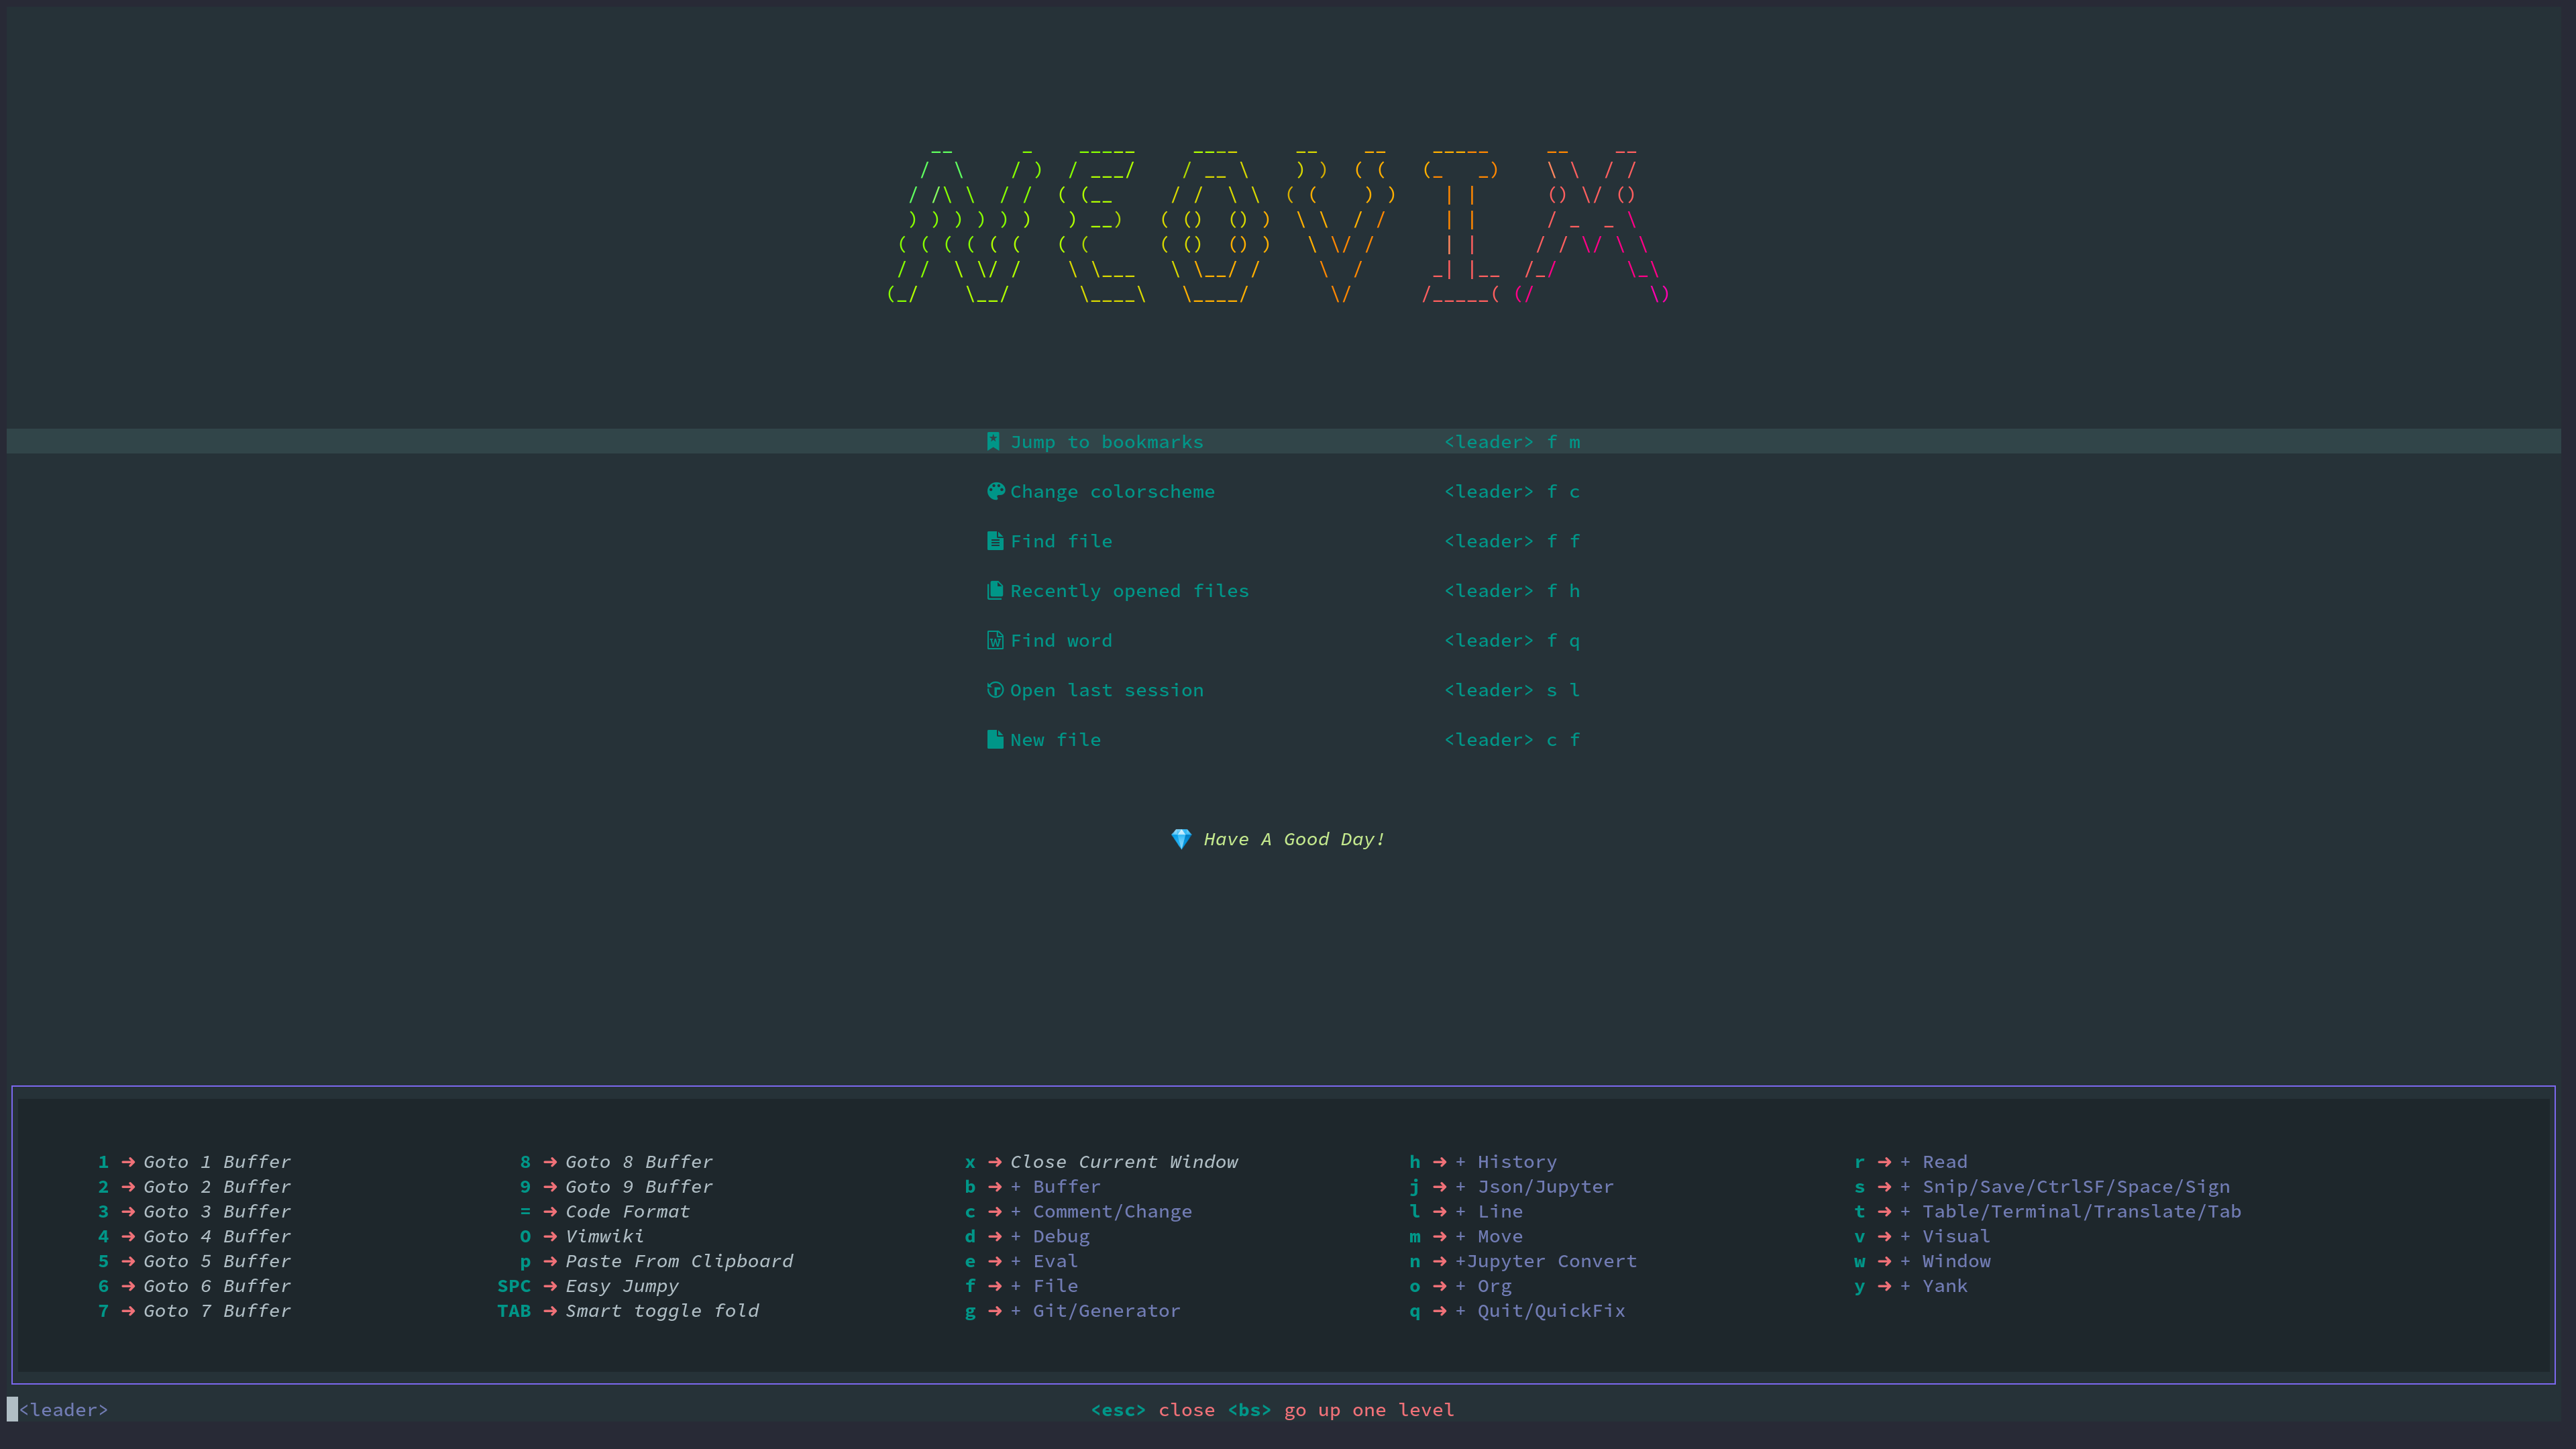 NEOVIM
Jump to bookmarks <leader> f m
Change colorscheme <leader> f c
Find file <leader> f f
Recently opened files <leader> f h
Find word <leader> f q
Open last session <leader> s l
New file <leader> c f
💎 Have A Good Day!
1 ➜ Goto 1 Buffer 8 ➜ Goto 8 Buffer x ➜ Close Current Window h ➜ + History r ➜ + Read
2 ➜ Goto 2 Buffer 9 ➜ Goto 9 Buffer b ➜ + Buffer j ➜ + Json/Jupyter s ➜ + Snip/Save/CtrlSF/Space/Sign
3 ➜ Goto 3 Buffer = ➜ Code Format c ➜ + Comment/Change l ➜ + Line t ➜ + Table/Terminal/Translate/Tab
4 ➜ Goto 4 Buffer O ➜ Vimwiki d ➜ + Debug m ➜ + Move v ➜ + Visual
5 ➜ Goto 5 Buffer p ➜ Paste From Clipboard e ➜ + Eval n ➜ +Jupyter Convert w ➜ + Window
6 ➜ Goto 6 Buffer SPC ➜ Easy Jumpy f ➜ + File o ➜ + Org y ➜ + Yank
7 ➜ Goto 7 Buffer TAB ➜ Smart toggle fold g ➜ + Git/Generator q ➜ + Quit/QuickFix
<leader> <esc> close <bs> go up one level